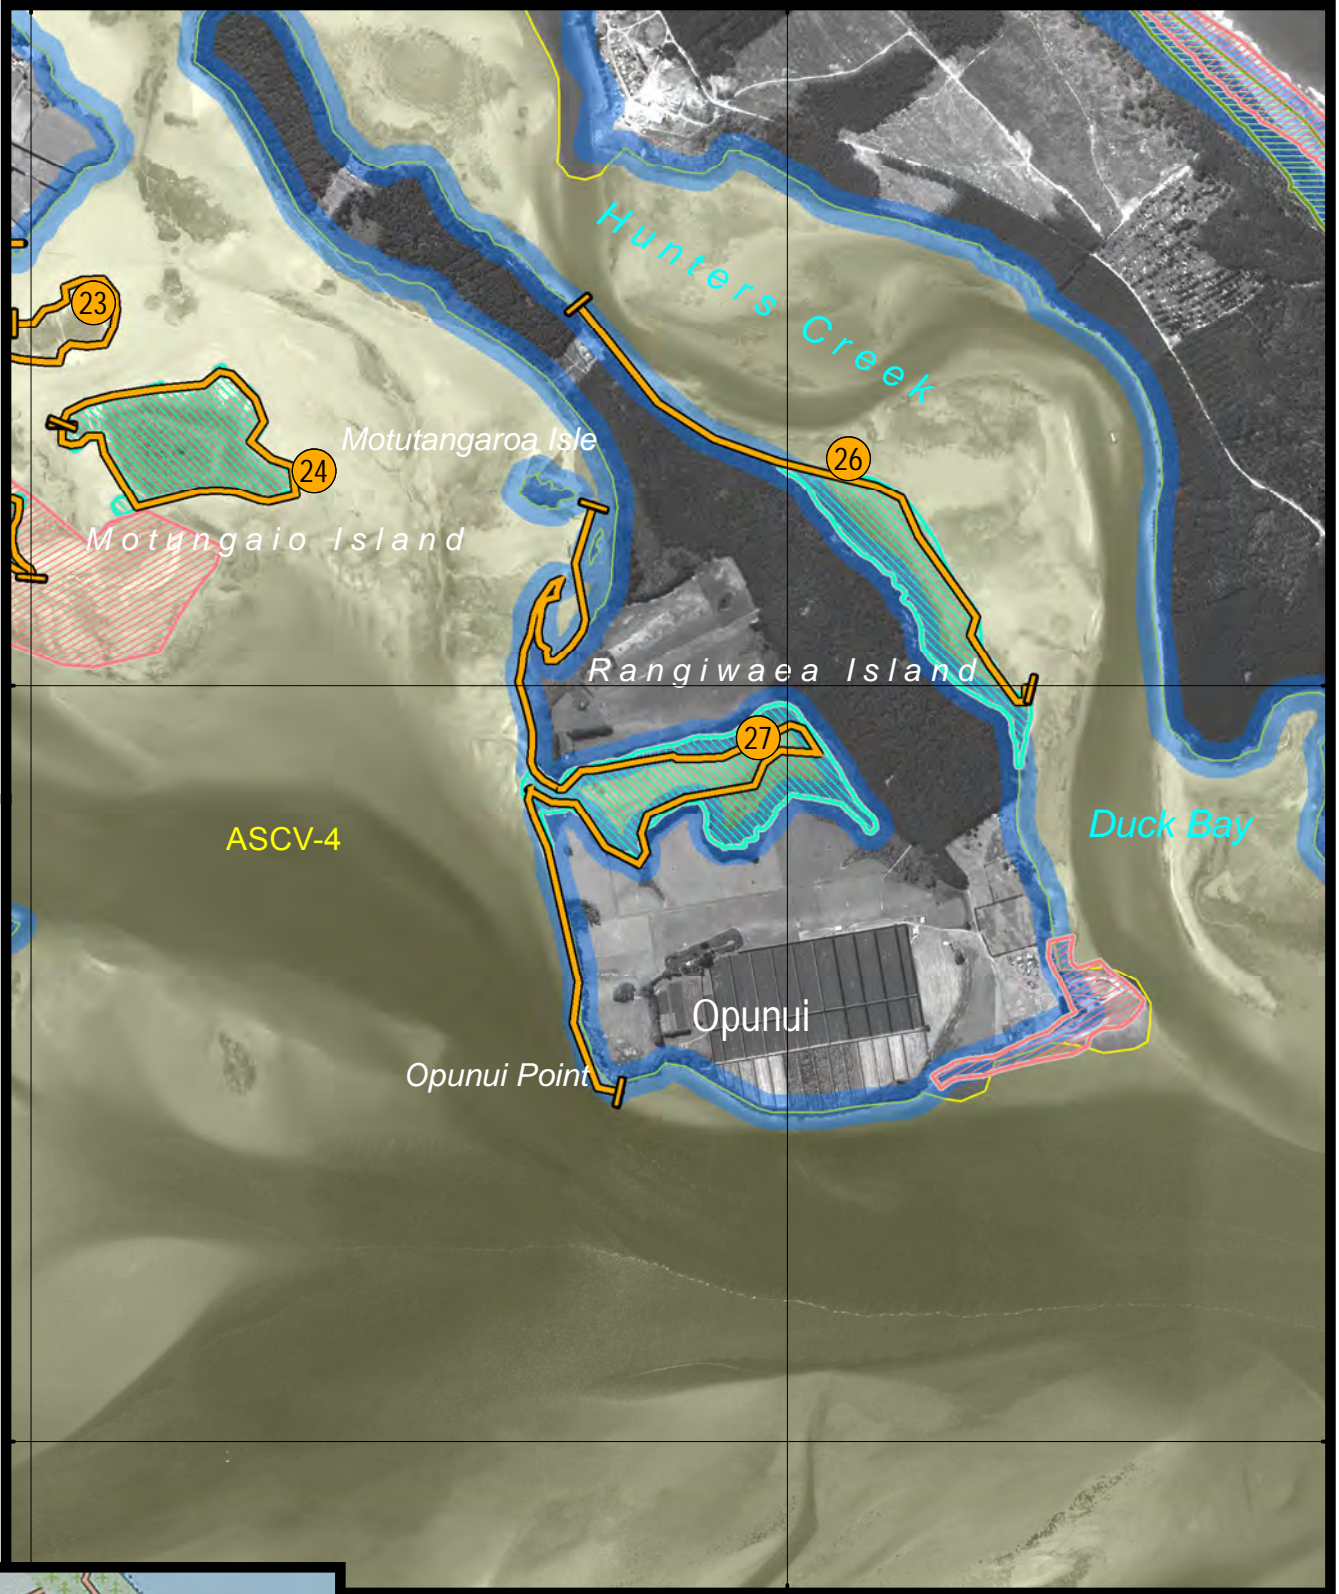 Hunters Creek
23
Motutangaroa Isle
24
26
Motungaio Island
Rangiwaea Island
27
ASCV-4
Duck Bay
Opunui
Opunui Point